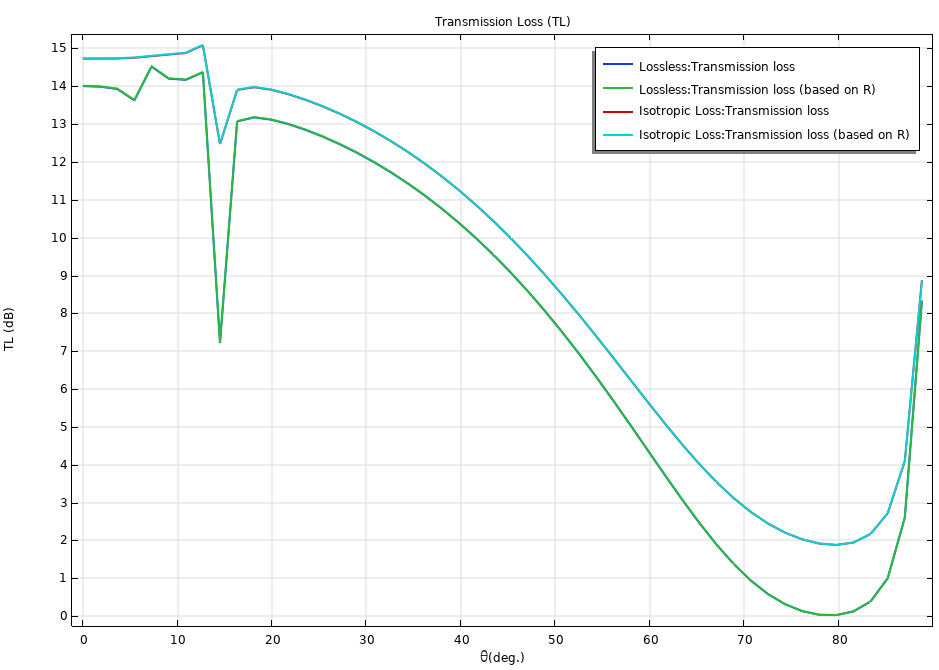 Transmission Loss (TL)
15
14
13
12
11
10
9
8
7
6
5
4
3
2
1
0
TL (dB)
Lossless:Transmission loss
Lossless:Transmission loss (based on R)
Isotropic Loss:Transmission loss
Isotropic Loss:Transmission loss (based on R)
0 10 20 30 40 50 60 70 80
θ(deg.)